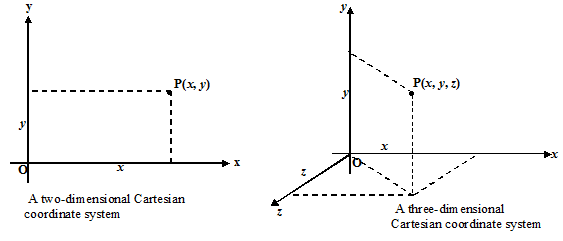 y
P(x, y)
y
O
x
x
A two-dimensional Cartesian
coordinate system
y
P(x, y, z)
y
O
x
x
z
z
A three-dimensional
Cartesian coordinate system